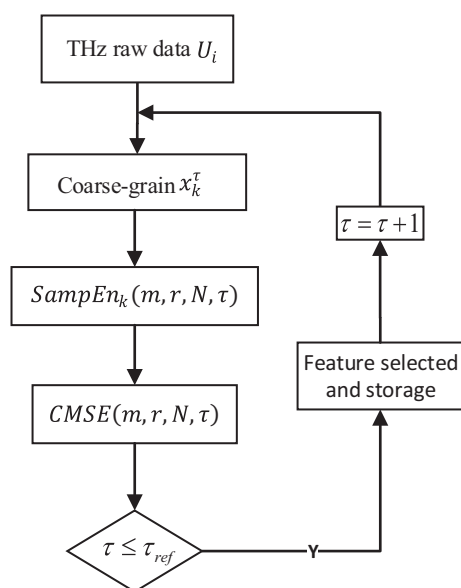 THz raw data U_i
Coarse-grain x_k^τ
τ = τ + 1
SampEn_k(m, r, N, τ)
Feature selected
and storage
CMSE(m, r, N, τ)
τ ≤ τ_ref
Y